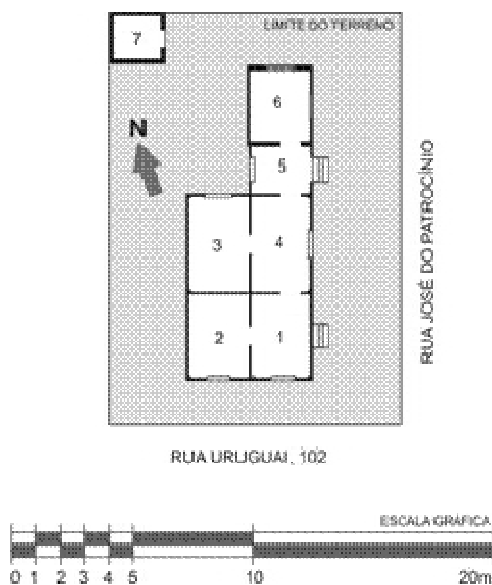 LIMITE DO TERRENO
7
6
N
5
3
4
2
1
RUA JOSÉ DO PATROCÍNIO
RUA URUGUAI, 102
ESCALA GRÁFICA
0 1 2 3 4 5 10 20m